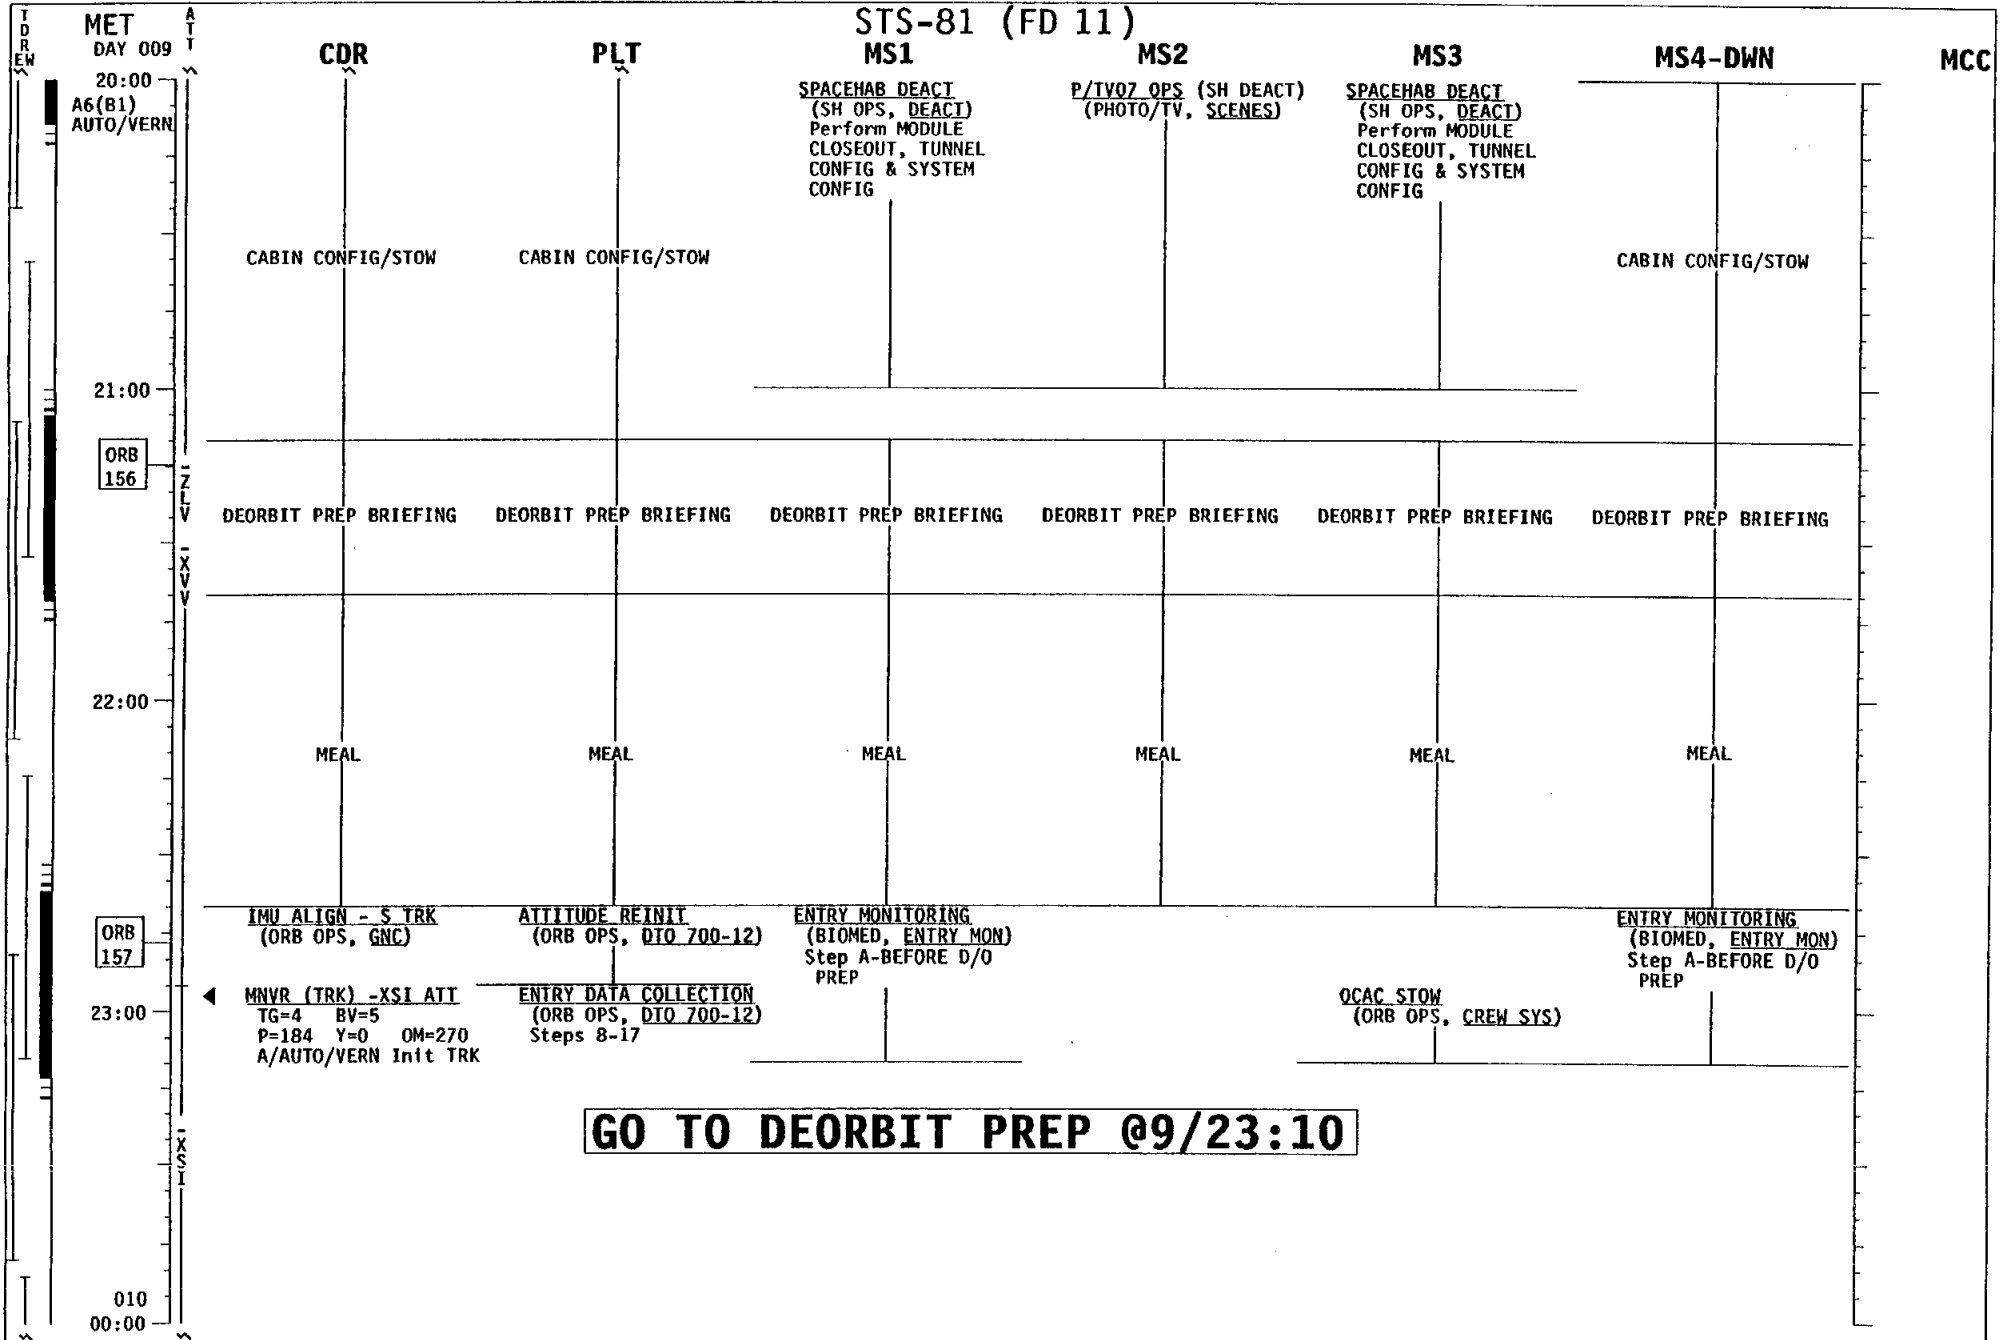 STS-81 (FD 11)
TDREW
MET
DAY 009
ATT
CDR
PLT
MS1
MS2
MS3
MS4-DWN
MCC
20:00
A6(B1)
AUTO/VERN
SPACEHAB DEACT
(SH OPS, DEACT)
Perform MODULE
CLOSEOUT, TUNNEL
CONFIG & SYSTEM
CONFIG
P/TV07 OPS (SH DEACT)
(PHOTO/TV, SCENES)
SPACEHAB DEACT
(SH OPS, DEACT)
Perform MODULE
CLOSEOUT, TUNNEL
CONFIG & SYSTEM
CONFIG
CABIN CONFIG/STOW
CABIN CONFIG/STOW
CABIN CONFIG/STOW
21:00
ORB
156
-ZLV
-XVV
DEORBIT PREP BRIEFING
DEORBIT PREP BRIEFING
DEORBIT PREP BRIEFING
DEORBIT PREP BRIEFING
DEORBIT PREP BRIEFING
DEORBIT PREP BRIEFING
22:00
MEAL
MEAL
MEAL
MEAL
MEAL
MEAL
ORB
157
IMU ALIGN - S TRK
(ORB OPS, GNC)
ATTITUDE REINIT
(ORB OPS, DTO 700-12)
ENTRY MONITORING
(BIOMED, ENTRY MON)
Step A-BEFORE D/O
PREP
ENTRY MONITORING
(BIOMED, ENTRY MON)
Step A-BEFORE D/O
PREP
23:00
MNVR (TRK) -XSI ATT
TG=4 BV=5
P=184 Y=0 OM=270
A/AUTO/VERN Init TRK
ENTRY DATA COLLECTION
(ORB OPS, DTO 700-12)
Steps 8-17
OCAC STOW
(ORB OPS, CREW SYS)
GO TO DEORBIT PREP @9/23:10
-XSI
010
00:00